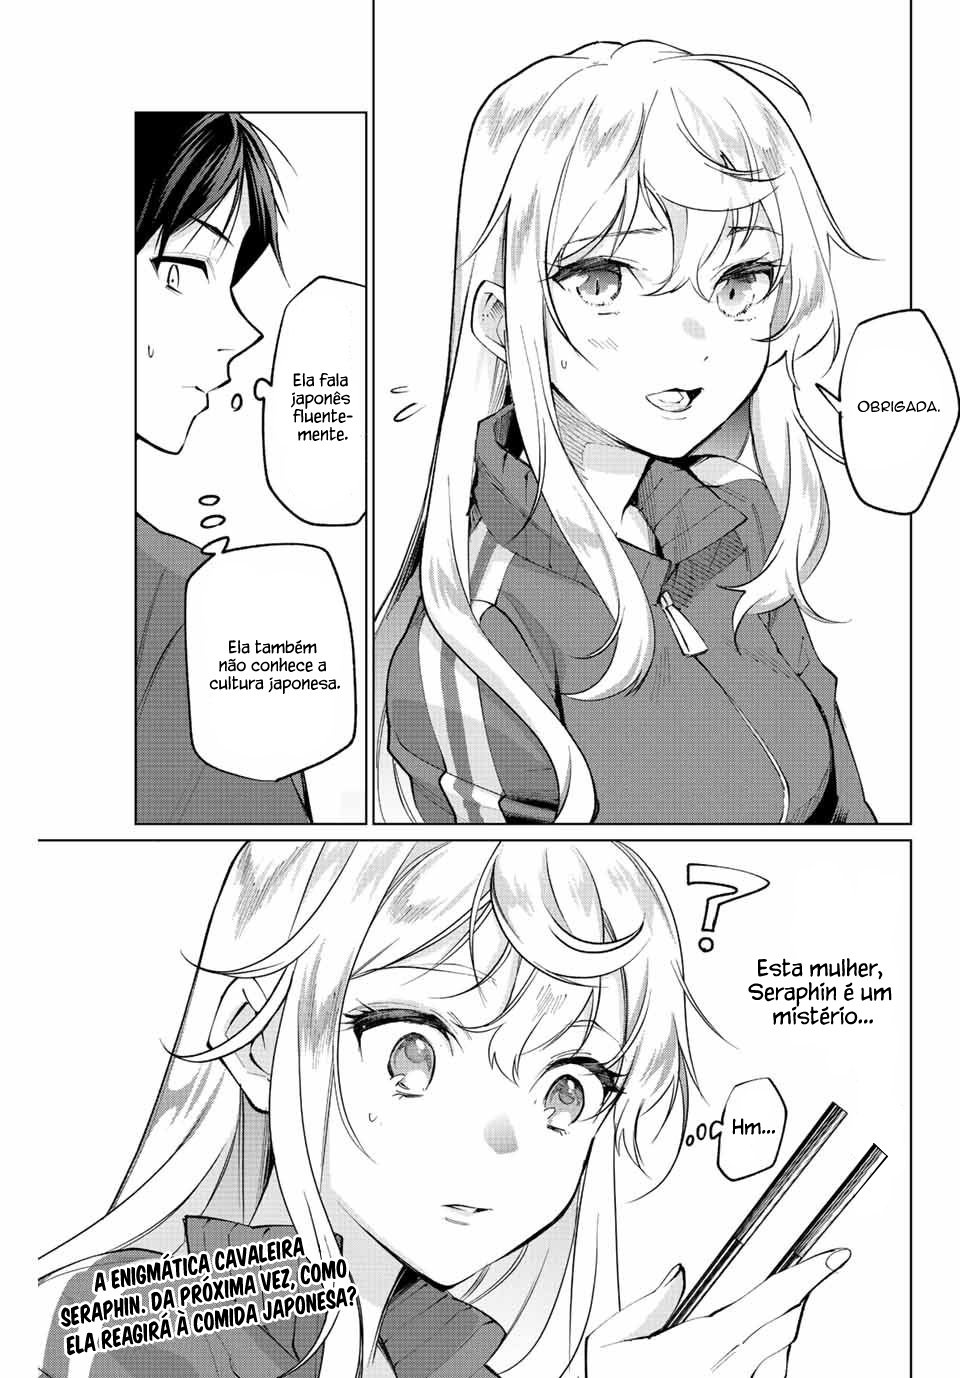 OBRIGADA.
Ela fala
japonês
fluente-
mente.
Ela também
não conhece a
cultura japonesa.
?
Esta mulher,
Seraphin é um
mistério...
Hm...
A ENIGMÁTICA CAVALEIRA
SERAPHIN. DA PRÓXIMA VEZ, COMO
ELA REAGIRÁ À COMIDA JAPONESA?